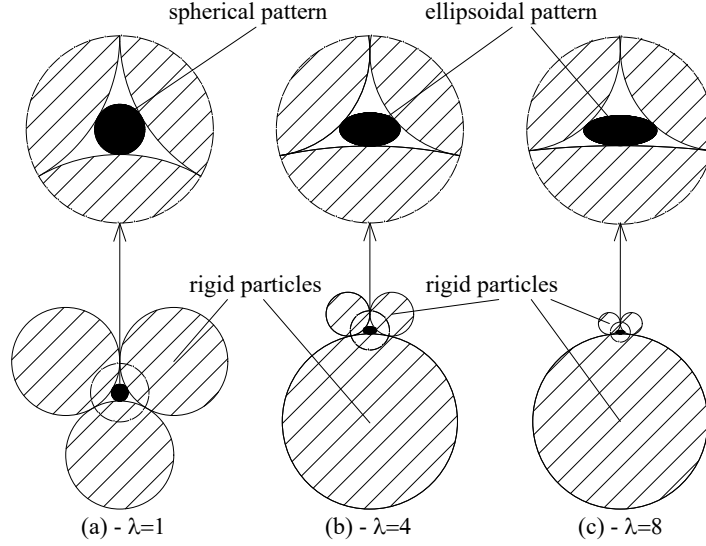 spherical pattern
ellipsoidal pattern
rigid particles
rigid particles
(a) - λ=1
(b) - λ=4
(c) - λ=8